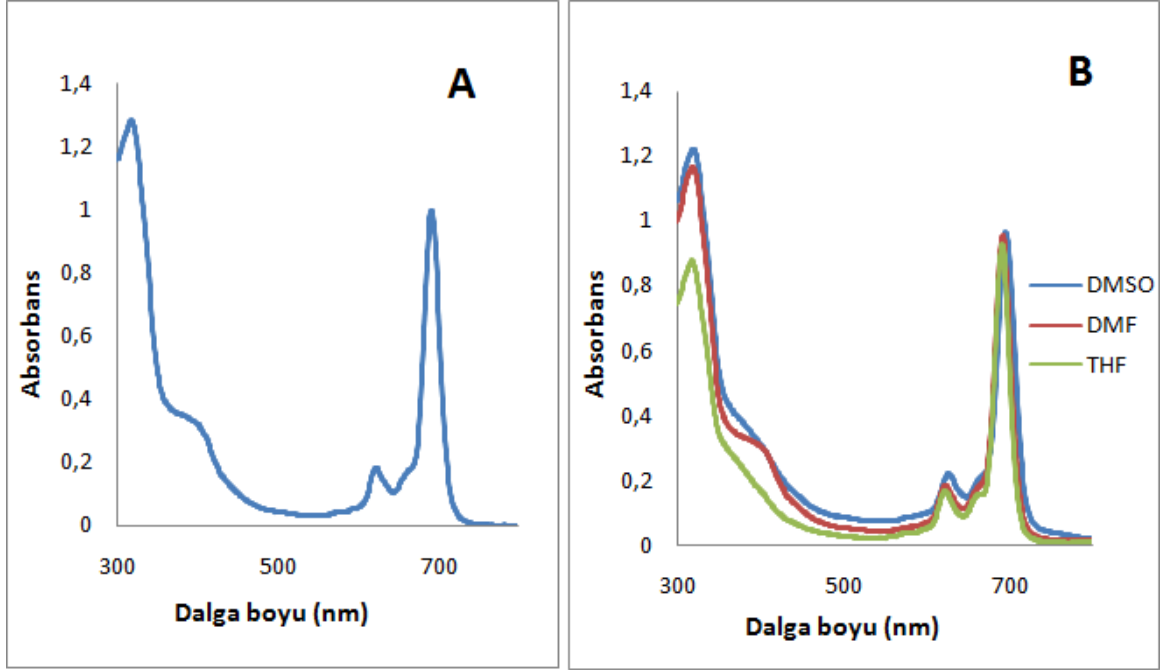 A
1,4
1,2
1
0,8
0,6
0,4
0,2
0
Absorbans
300 500 700
Dalga boyu (nm)
B
1,4
1,2
1
0,8
0,6
0,4
0,2
0
Absorbans
300 500 700
Dalga boyu (nm)
DMSO
DMF
THF